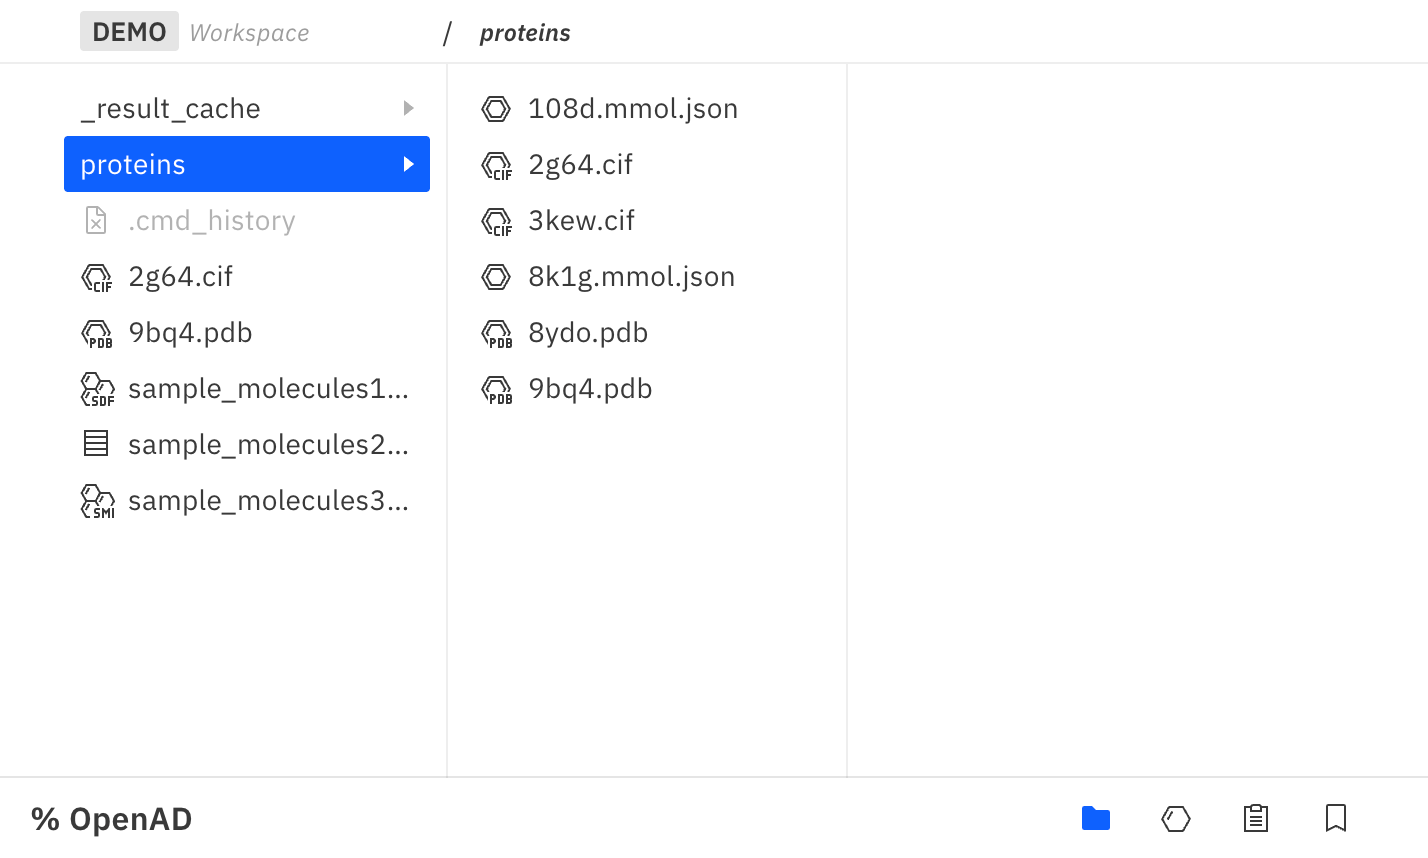 DEMO Workspace / proteins
_result_cache
proteins
.cmd_history
CIF 2g64.cif
PDB 9bq4.pdb
SDF sample_molecules1...
sample_molecules2...
SMI sample_molecules3...
108d.mmol.json
CIF 2g64.cif
CIF 3kew.cif
8k1g.mmol.json
PDB 8ydo.pdb
PDB 9bq4.pdb
% OpenAD